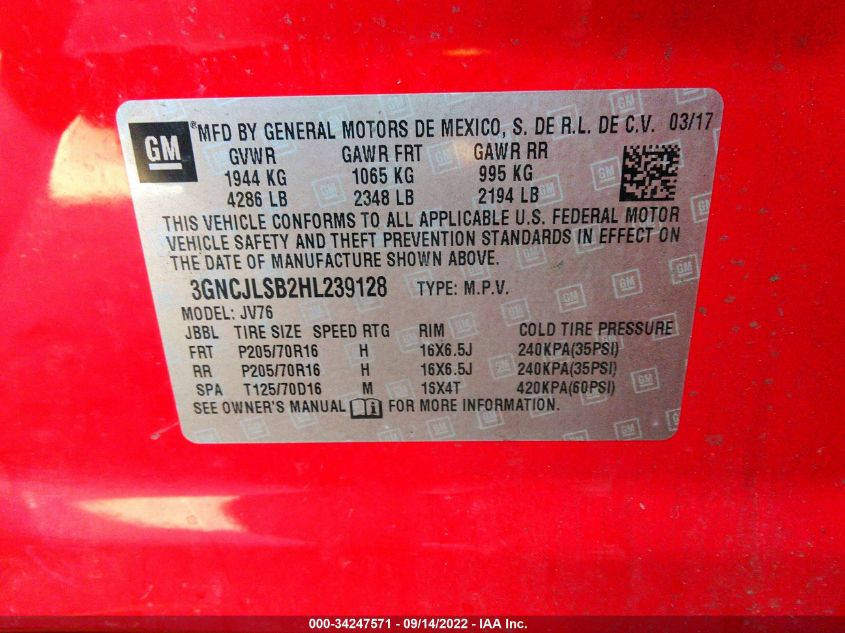 GM
®MFD BY GENERAL MOTORS DE MEXICO, S. DE R.L. DE C.V. 03/17
GVWR GAWR FRT GAWR RR
1944 KG 1065 KG 995 KG
4286 LB 2348 LB 2194 LB
THIS VEHICLE CONFORMS TO ALL APPLICABLE U.S. FEDERAL MOTOR
VEHICLE SAFETY AND THEFT PREVENTION STANDARDS IN EFFECT ON
THE DATE OF MANUFACTURE SHOWN ABOVE.
3GNCJLSB2HL239128 TYPE: M.P.V.
MODEL: JV76
JBBL TIRE SIZE SPEED RTG RIM COLD TIRE PRESSURE
FRT P205/70R16 H 16X6.5J 240KPA(35PSI)
RR P205/70R16 H 16X6.5J 240KPA(35PSI)
SPA T125/70D16 M 16X4T 420KPA(60PSI)
SEE OWNER'S MANUAL FOR MORE INFORMATION.
000-34247571 - 09/14/2022 - IAA Inc.